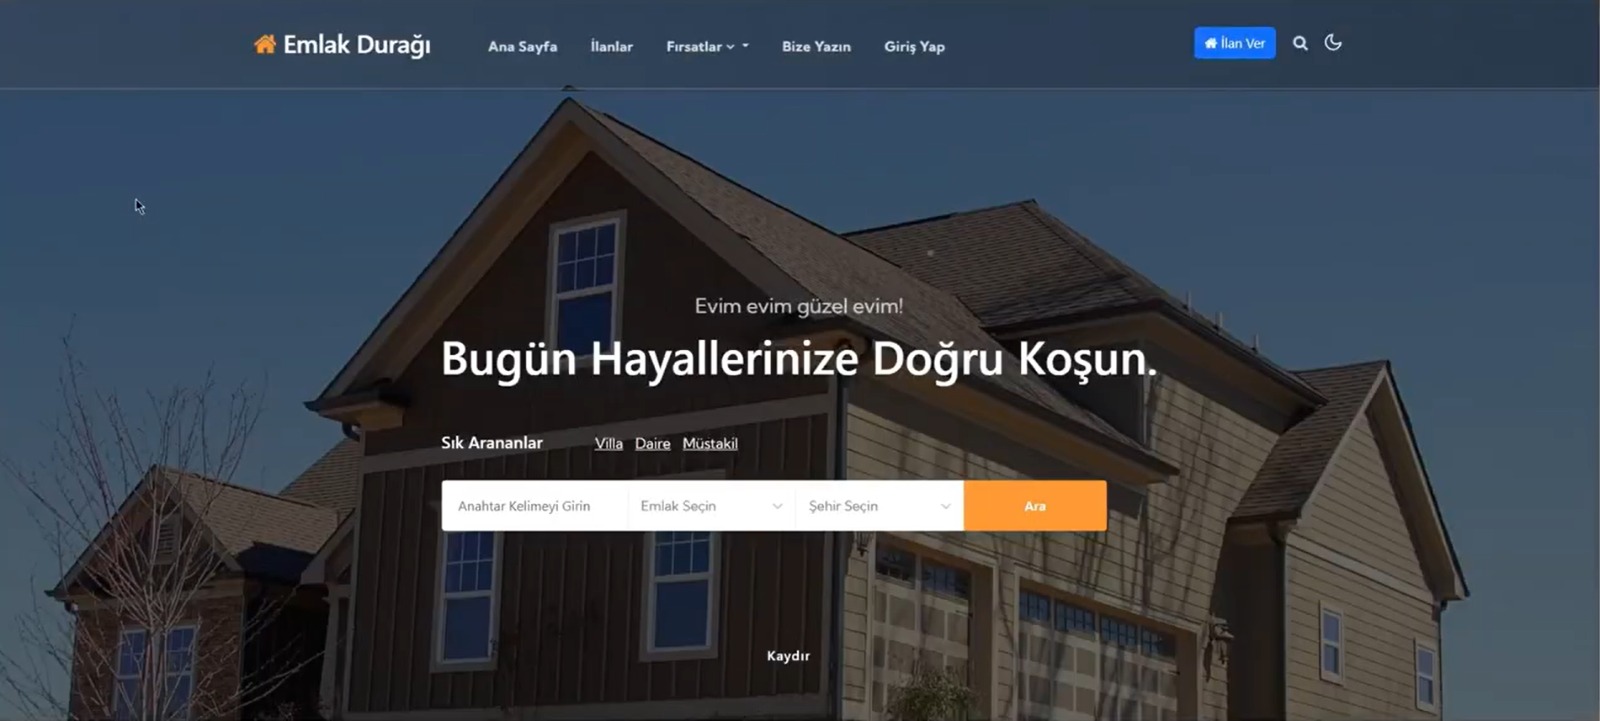 Emlak Durağı
Ana Sayfa
İlanlar
Fırsatlar
Bize Yazın
Giriş Yap
İlan Ver
Evim evim güzel evim!
Bugün Hayallerinize Doğru Koşun.
Sık Arananlar
Villa Daire Müstakil
Anahtar Kelimeyi Girin
Emlak Seçin
Şehir Seçin
Ara
Kaydır